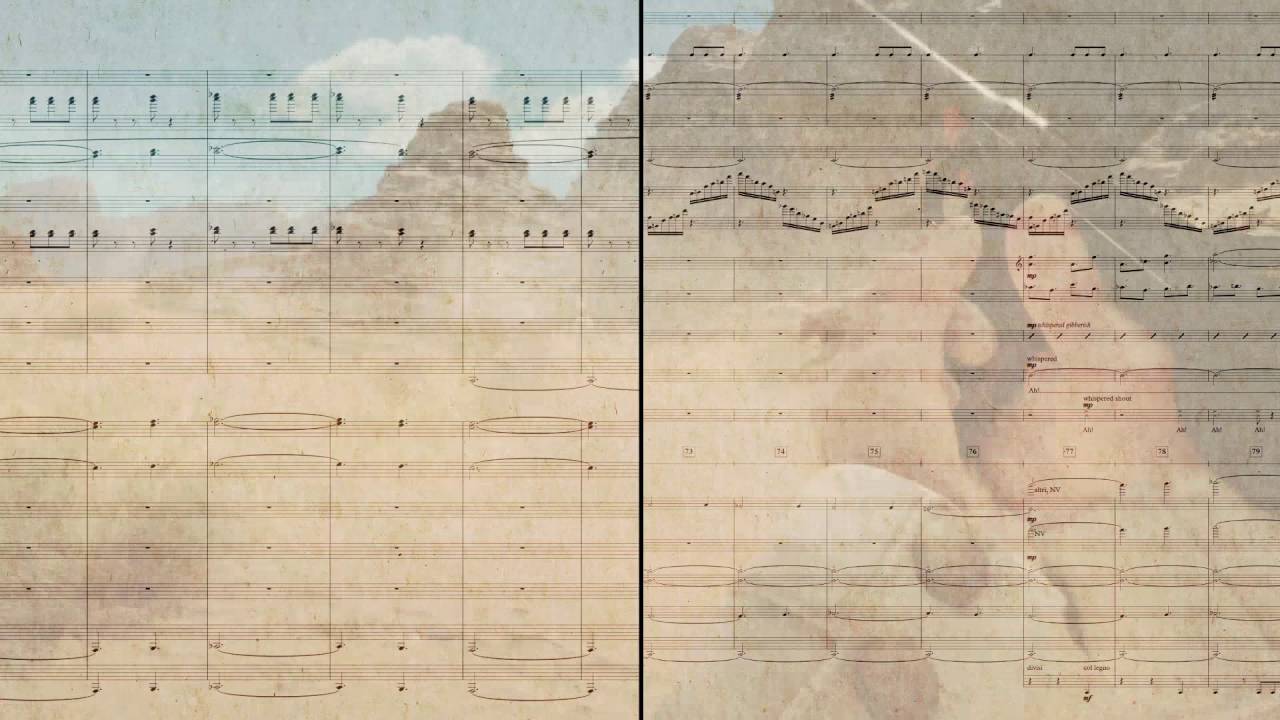 mp
mp whispered gibberish
whispered
mp
Ah!
whispered shout
mp
Ah! Ah! Ah! Ah!
73 74 75 76 77 78 79
altri, NV
mp
NV
mp
divisi col legno
mf